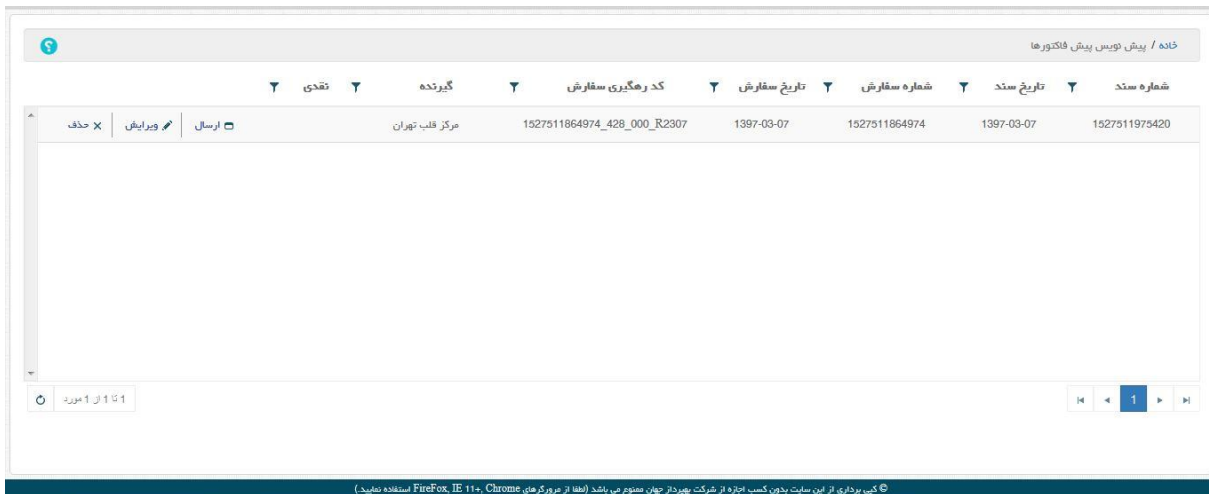 خانه / پیش نویس پیش فاکتورها
شماره سند تاریخ سند شماره سفارش تاریخ سفارش کد رهگیری سفارش گیرنده نقدی
1527511975420 1397-03-07 1527511864974 1397-03-07 1527511864974_428_000_R2307 مرکز قلب تهران ارسال ویرایش حذف
1
1 تا 1 از 1 مورد
© کپی برداری از این سایت بدون کسب اجازه از شرکت بهپرداز جهان ممنوع می باشد (لطفا از مرورگرهای FireFox, IE 11+, Chrome استفاده نمایید.)